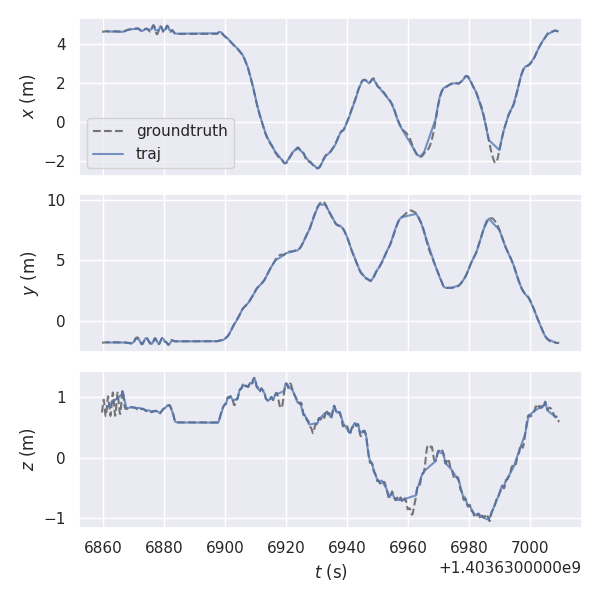 4
2
0
−2
x (m)
groundtruth
traj
10
5
0
y (m)
1
0
−1
z (m)
6860 6880 6900 6920 6940 6960 6980 7000
t (s)
+1.4036300000e9